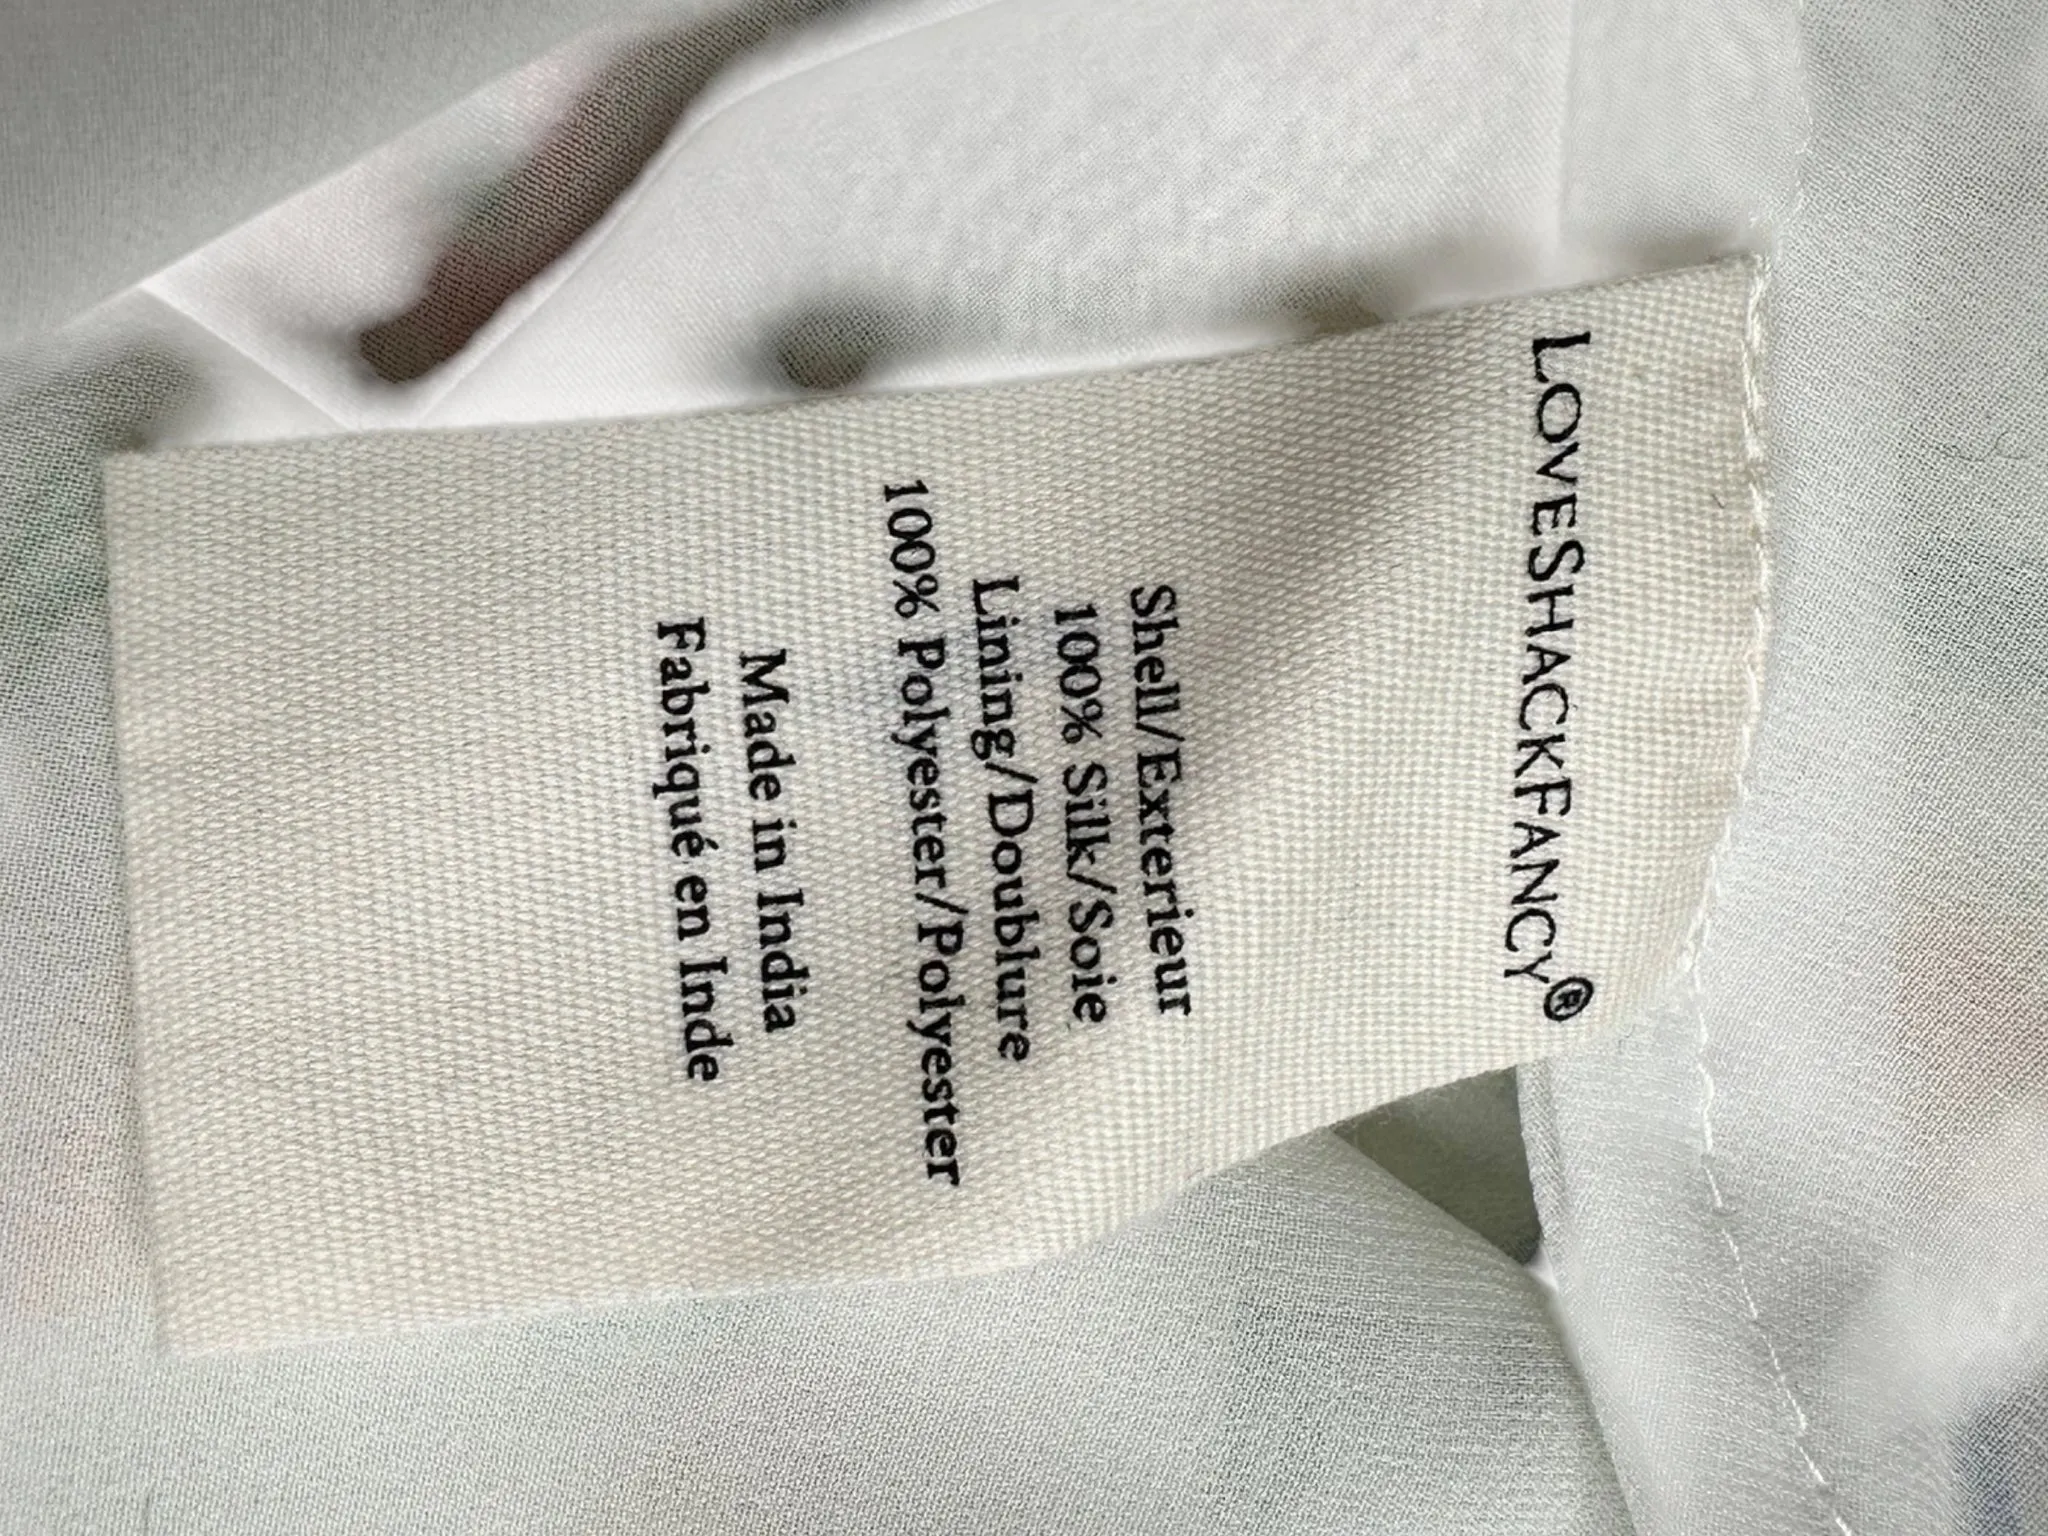 LOVESHACKFANCY®
Shell/Exterieur
100% Silk/Soie
Lining/Doublure
100% Polyester/Polyester
Made in India
Fabriqué en Inde